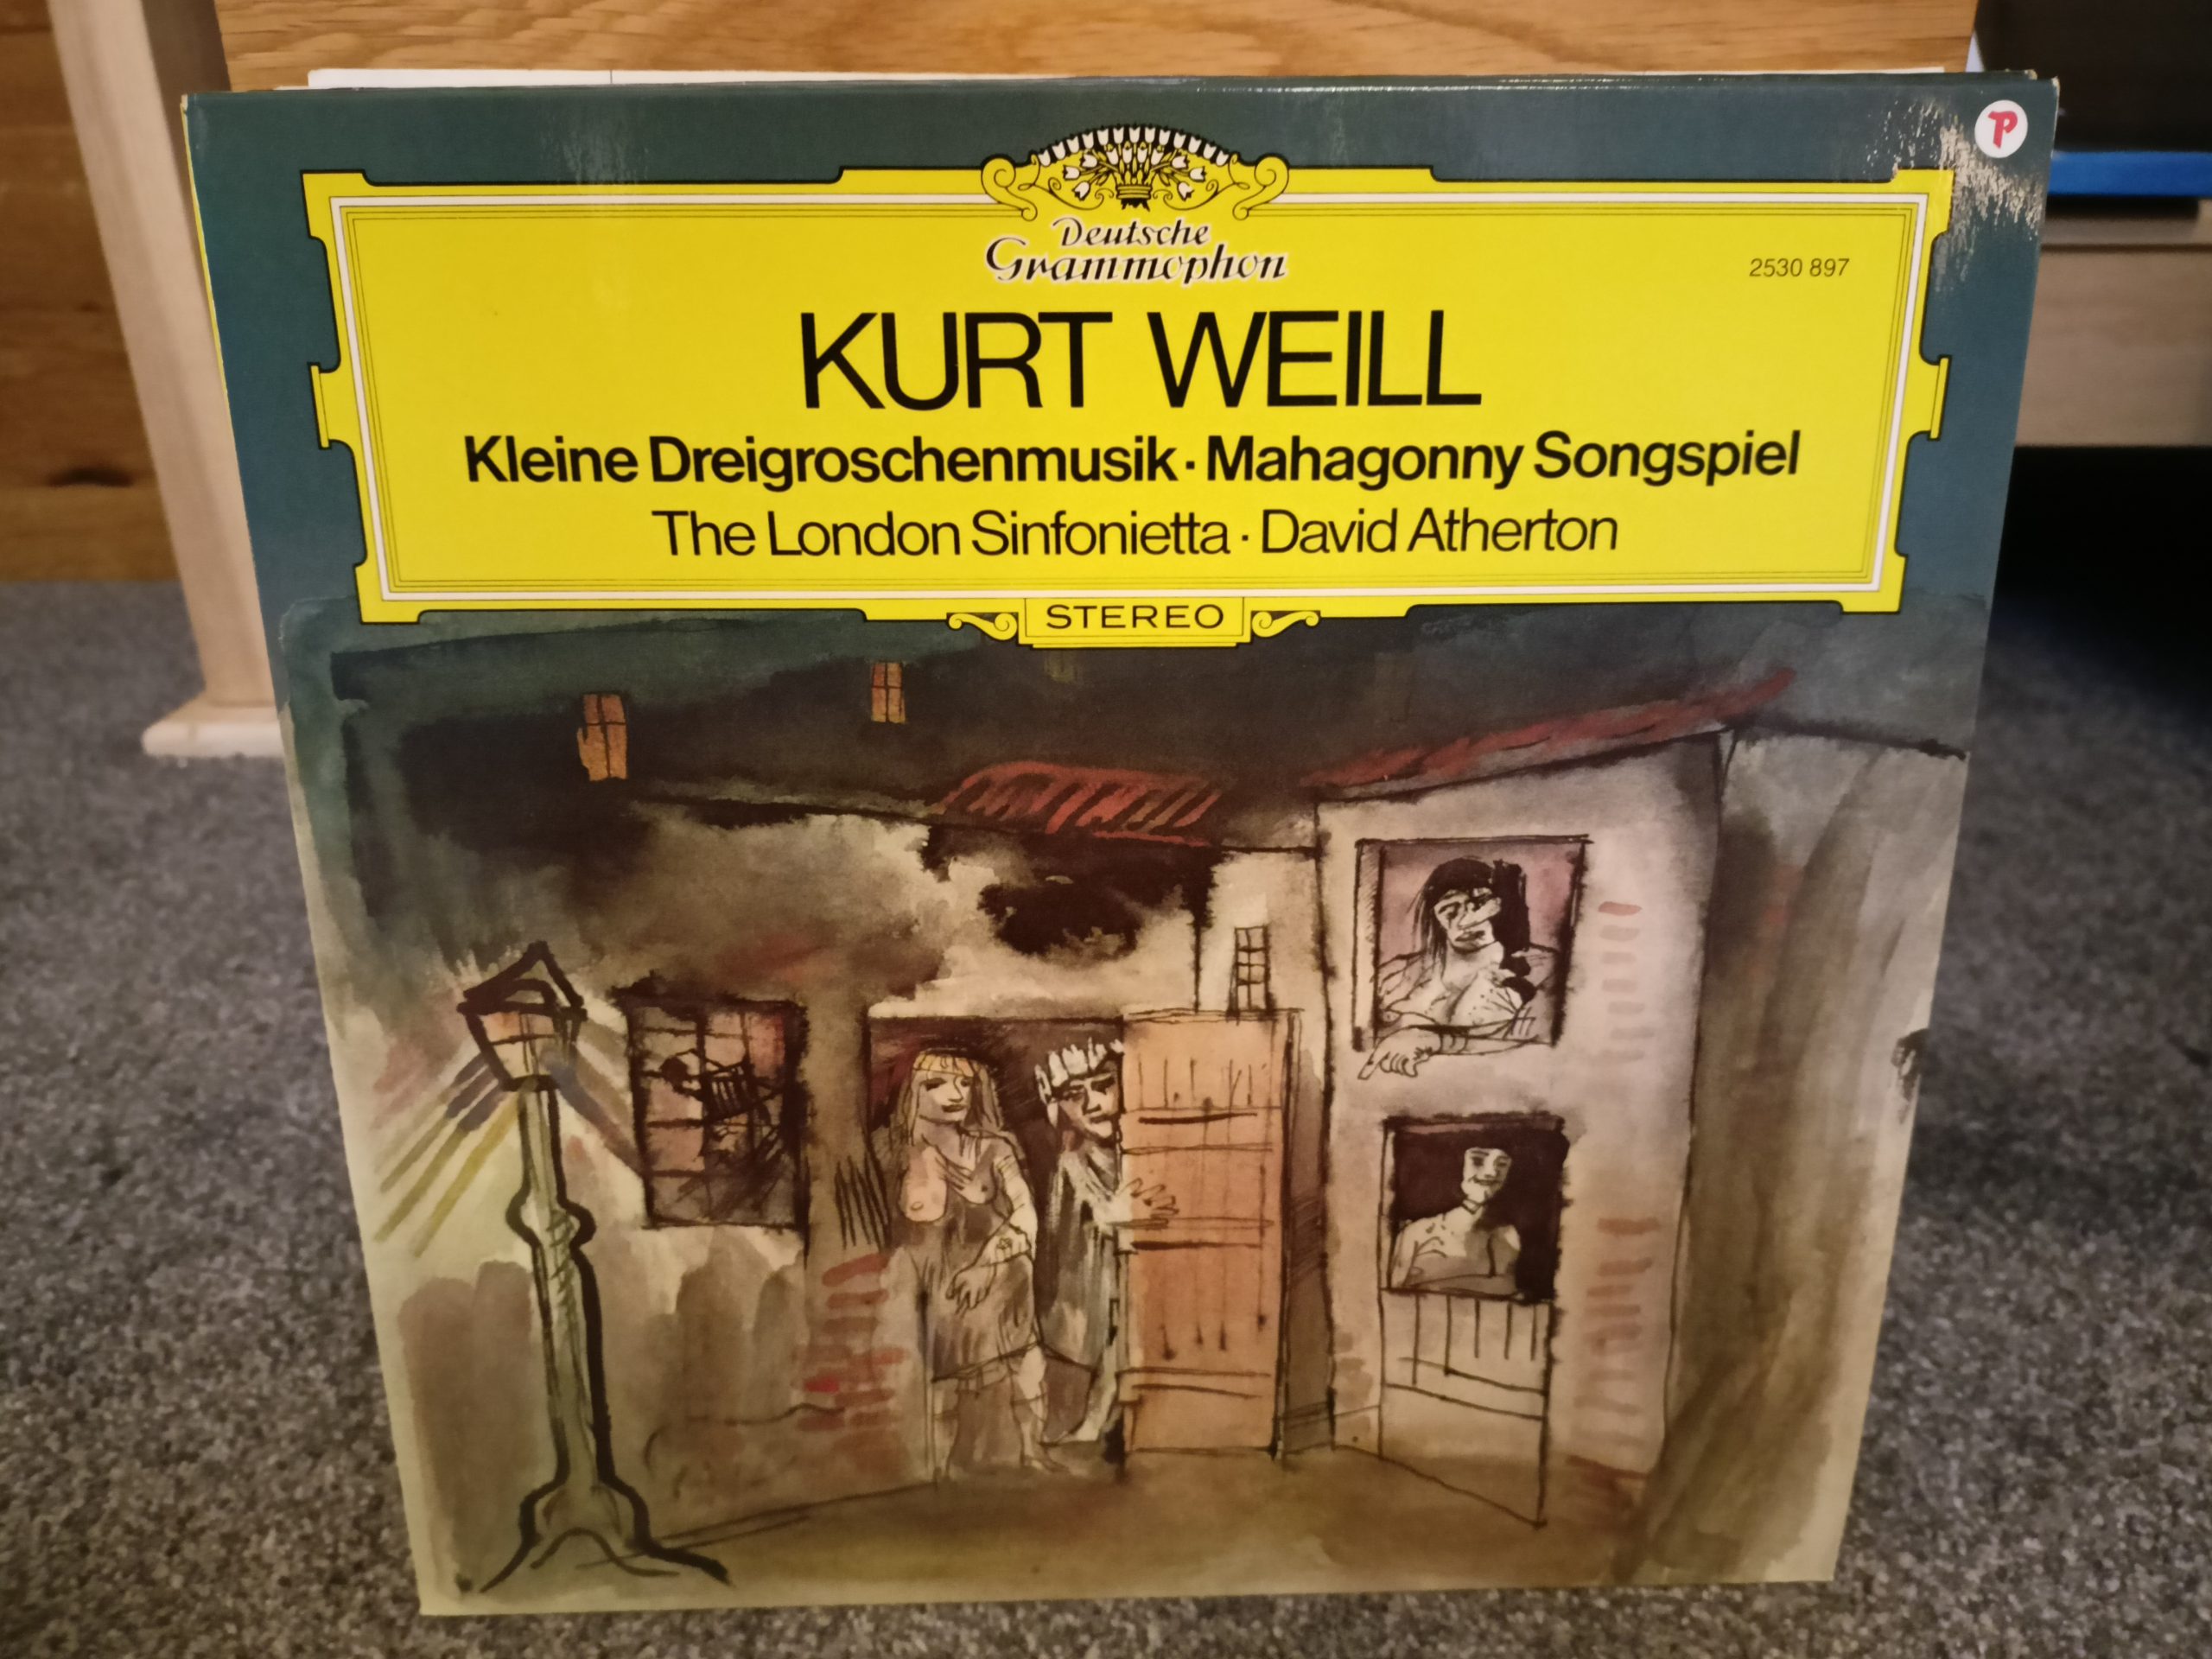 P
Deutsche
Grammophon
2530 897
KURT WEILL
Kleine Dreigroschenmusik · Mahagonny Songspiel
The London Sinfonietta · David Atherton
STEREO